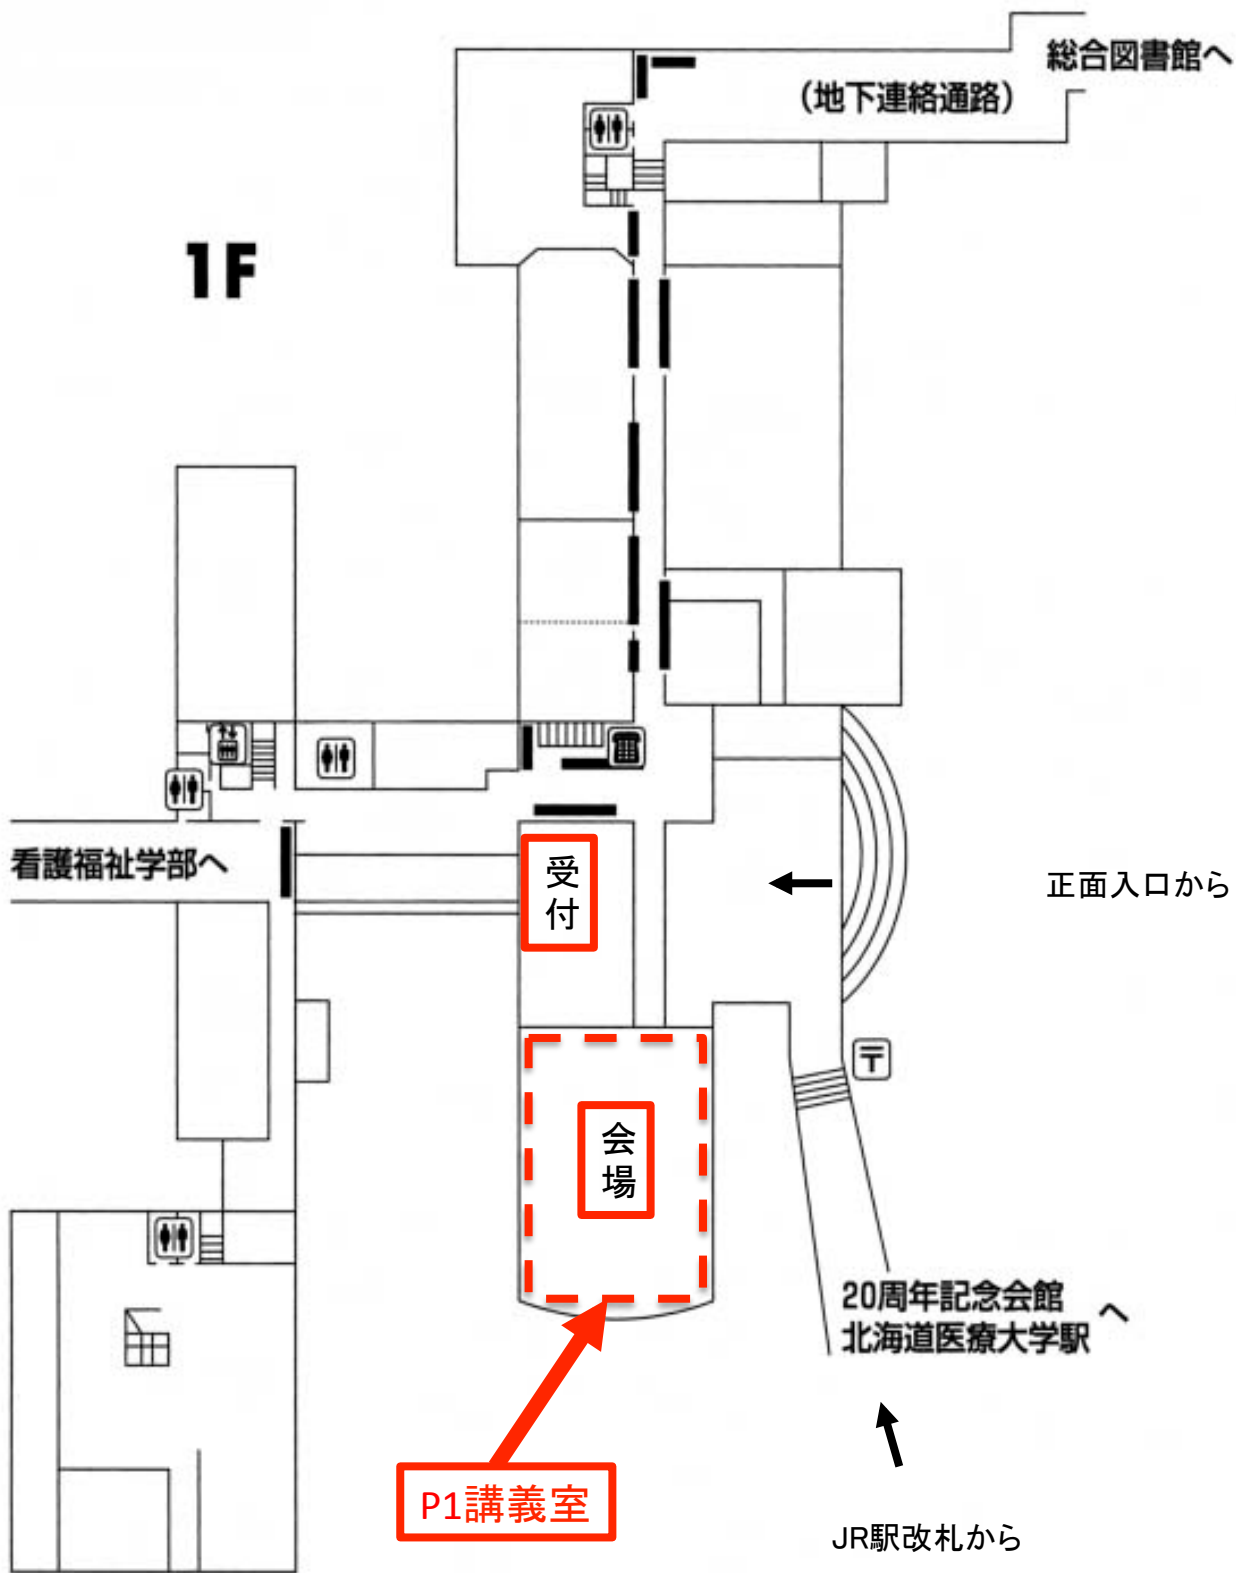 総合図書館へ
(地下連絡通路)
1F
看護福祉学部へ
受付
正面入口から
〒
会場
20周年記念会館
北海道医療大学駅 へ
P1講義室
JR駅改札から